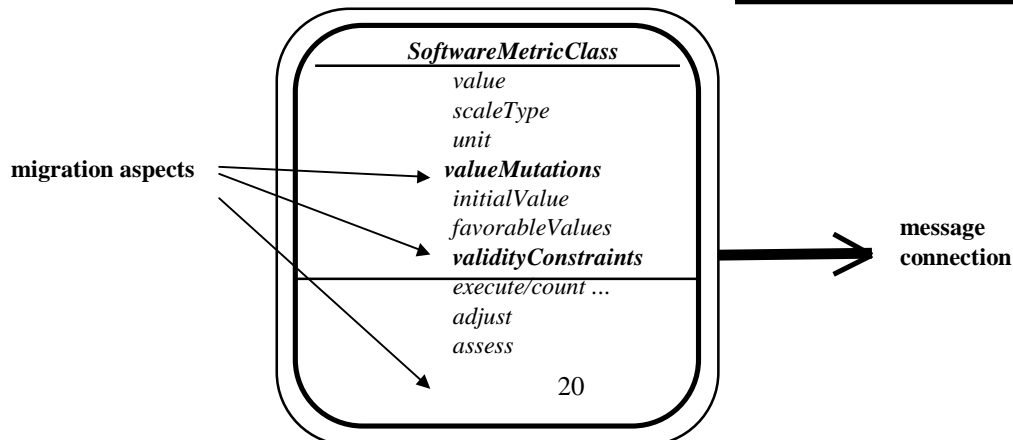 SoftwareMetricClass
value
scaleType
unit
migration aspects
valueMutations
initialValue
favorableValues
message
validityConstraints
connection
execute/count ...
adjust
assess
20